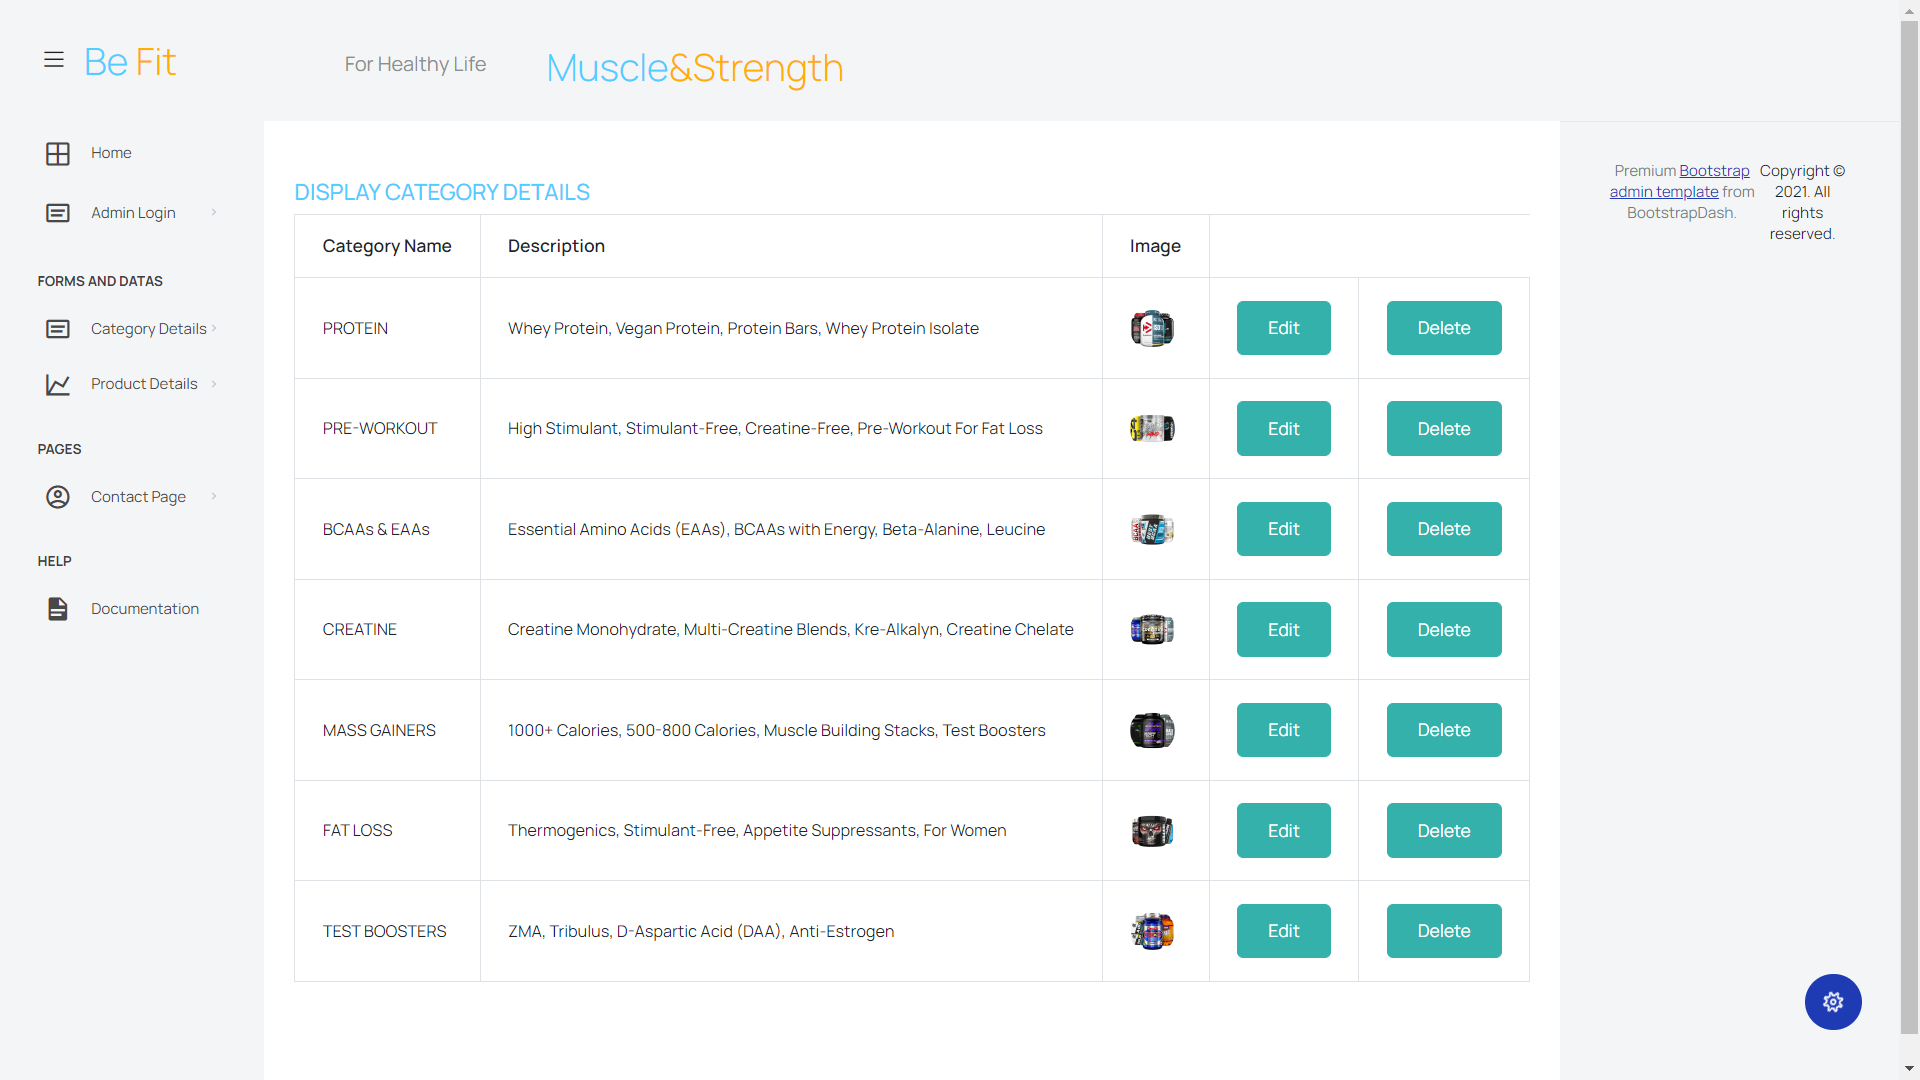 Be Fit
For Healthy Life
Muscle&Strength
Home
Admin Login
FORMS AND DATAS
Category Details
Product Details
PAGES
Contact Page
HELP
Documentation
DISPLAY CATEGORY DETAILS
Category Name Description Image
PROTEIN Whey Protein, Vegan Protein, Protein Bars, Whey Protein Isolate Edit Delete
PRE-WORKOUT High Stimulant, Stimulant-Free, Creatine-Free, Pre-Workout For Fat Loss Edit Delete
BCAAs & EAAs Essential Amino Acids (EAAs), BCAAs with Energy, Beta-Alanine, Leucine Edit Delete
CREATINE Creatine Monohydrate, Multi-Creatine Blends, Kre-Alkalyn, Creatine Chelate Edit Delete
MASS GAINERS 1000+ Calories, 500-800 Calories, Muscle Building Stacks, Test Boosters Edit Delete
FAT LOSS Thermogenics, Stimulant-Free, Appetite Suppressants, For Women Edit Delete
TEST BOOSTERS ZMA, Tribulus, D-Aspartic Acid (DAA), Anti-Estrogen Edit Delete
Premium Bootstrap
admin template from
BootstrapDash.
Copyright ©
2021. All
rights
reserved.